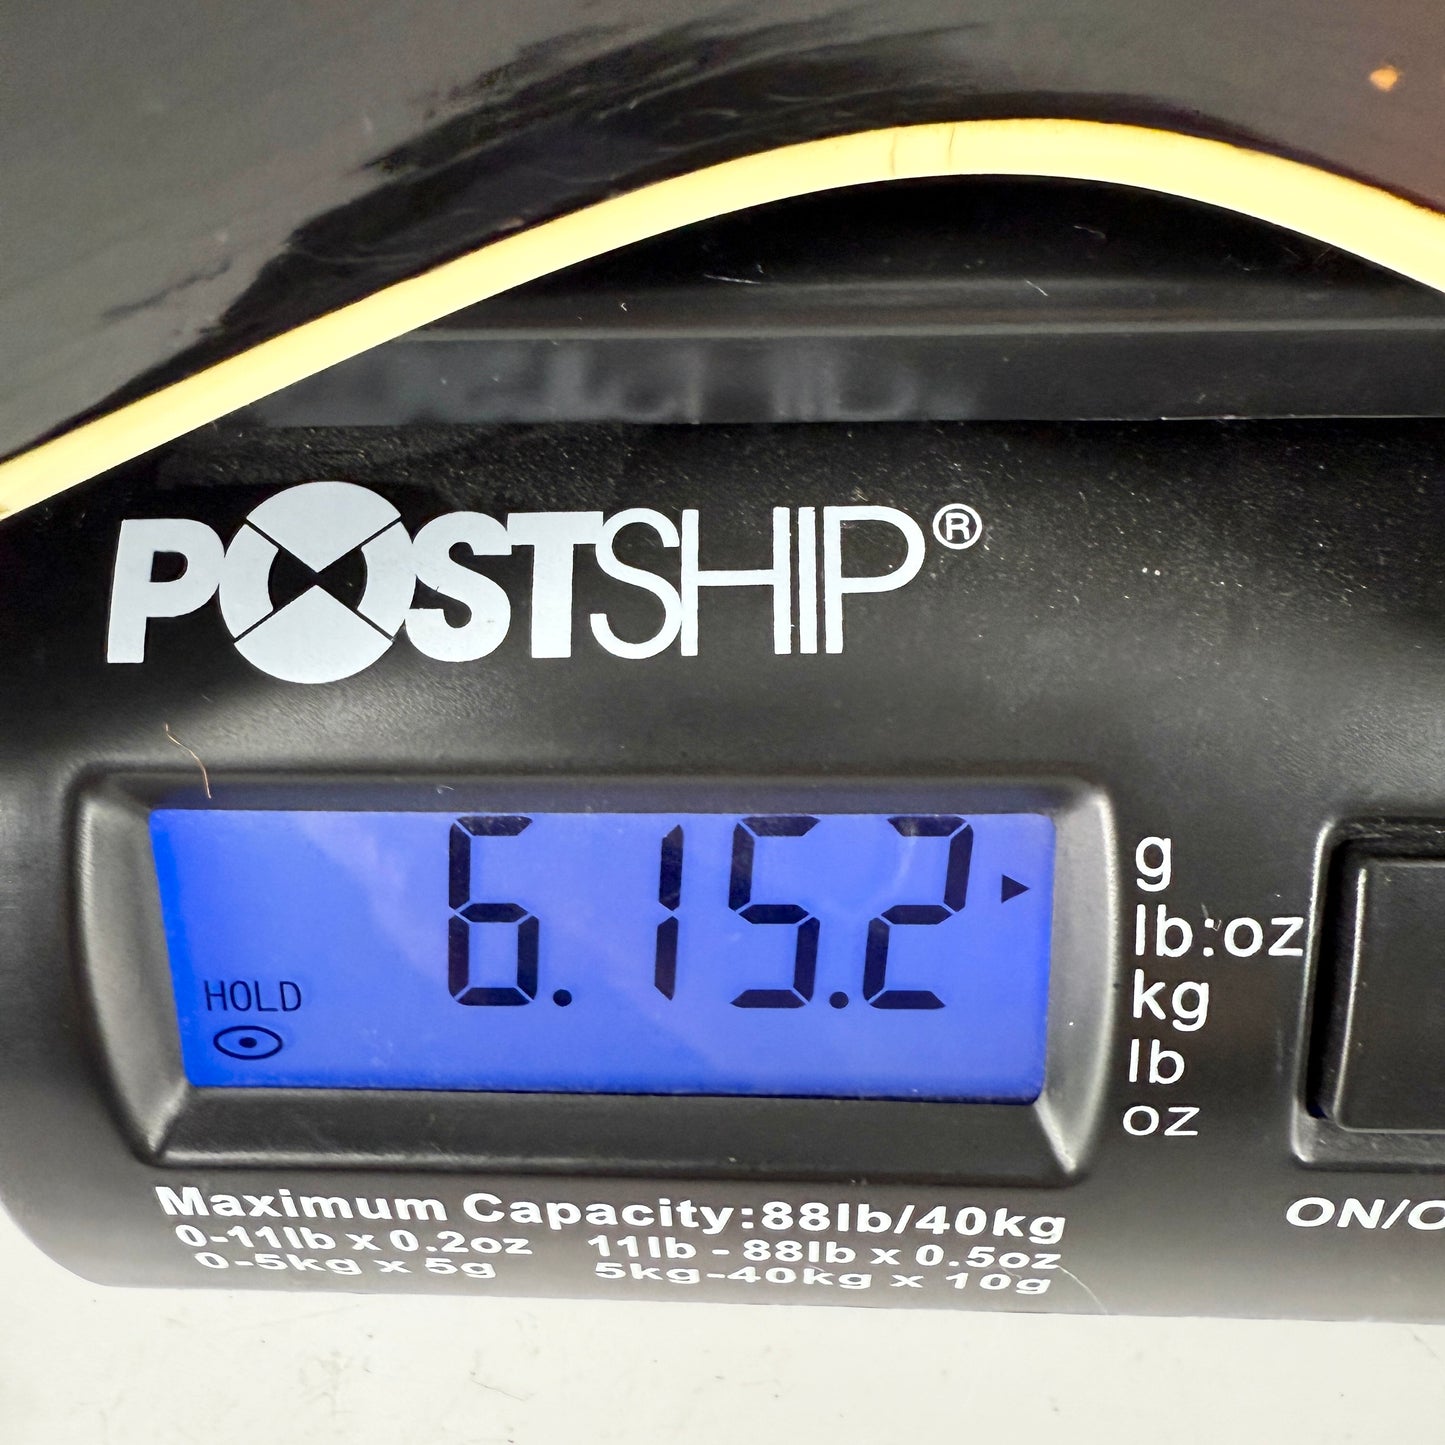 POSTSHIP®
6.15.2
HOLD
g
lb:oz
kg
lb
oz
Maximum Capacity:88lb/40kg
0-11lb x 0.2oz 11lb - 88lb x 0.5oz
0-5kg x 5g 5kg-40kg x 10g
ON/O